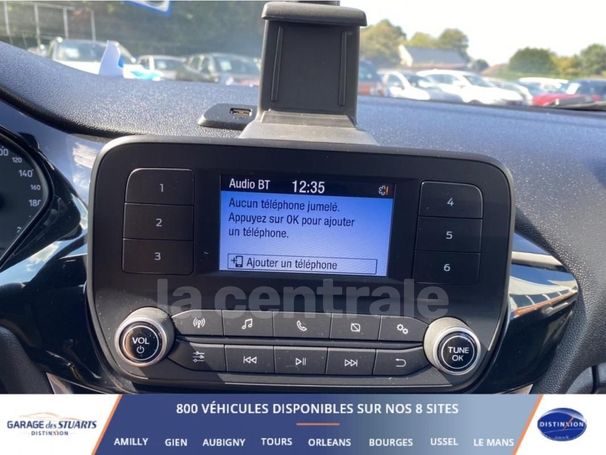 Audio BT 12:35
Aucun téléphone jumelé.
Appuyez sur OK pour ajouter
un téléphone.
Ajouter un téléphone
1
2
3
4
5
6
VOL
TUNE
OK
140
180
la centrale
GARAGE des STUARTS
DISTINXION
800 VÉHICULES DISPONIBLES SUR NOS 8 SITES
AMILLY GIEN AUBIGNY TOURS ORLEANS BOURGES USSEL LE MANS
DISTINXION